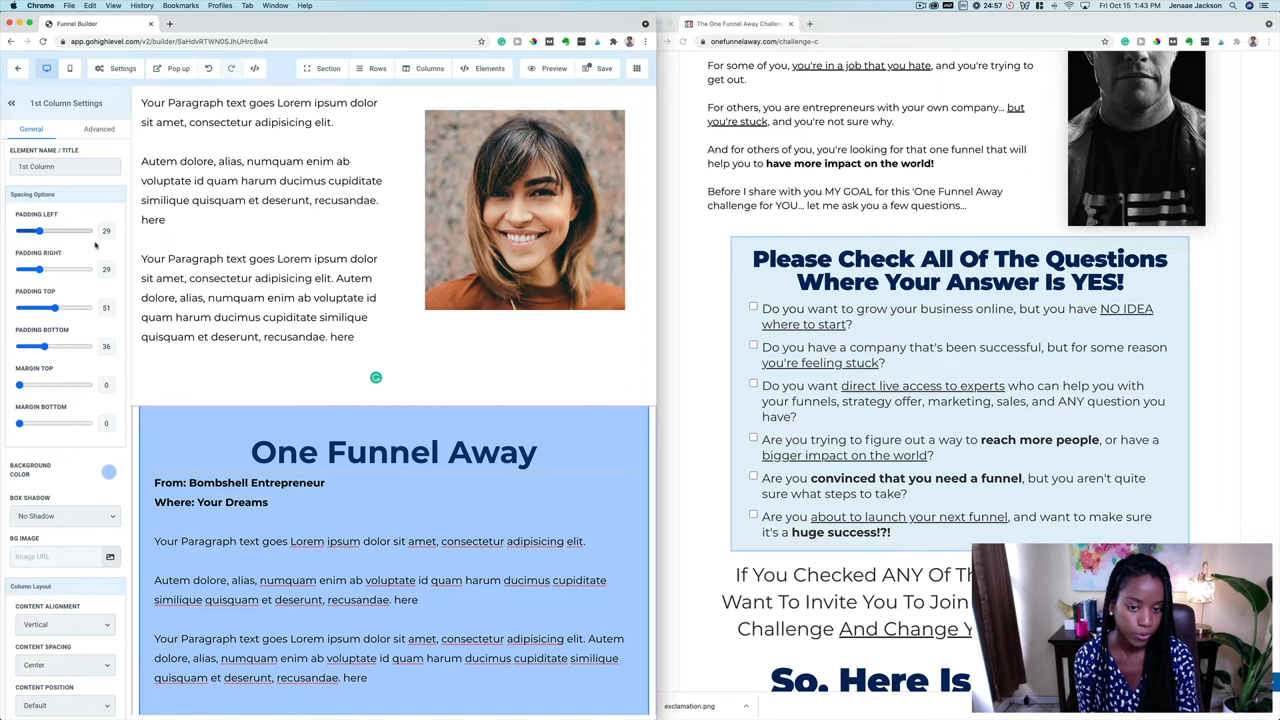 Chrome File Edit View History Bookmarks Profiles Tab Window Help
24:57
Fri Oct 15 1:43 PM Jenaae Jackson
Funnel Builder
app.gohighlevel.com/v2/builder/5aHdvRTWN0SJhUHrc8w4
Settings Pop up
Section Rows Columns Elements Preview Save
1st Column Settings
General Advanced
ELEMENT NAME / TITLE
1st Column
Spacing Options
PADDING LEFT
29
PADDING RIGHT
29
PADDING TOP
51
PADDING BOTTOM
36
MARGIN TOP
0
MARGIN BOTTOM
0
BACKGROUND
COLOR
BOX SHADOW
No Shadow
BG IMAGE
Image URL
Column Layout
CONTENT ALIGNMENT
Vertical
CONTENT SPACING
Center
CONTENT POSITION
Default
Your Paragraph text goes Lorem ipsum dolor
sit amet, consectetur adipisicing elit.
Autem dolore, alias, numquam enim ab
voluptate id quam harum ducimus cupiditate
similique quisquam et deserunt, recusandae.
here
Your Paragraph text goes Lorem ipsum dolor
sit amet, consectetur adipisicing elit. Autem
dolore, alias, numquam enim ab voluptate id
quam harum ducimus cupiditate similique
quisquam et deserunt, recusandae. here
One Funnel Away
From: Bombshell Entrepreneur
Where: Your Dreams
Your Paragraph text goes Lorem ipsum dolor sit amet, consectetur adipisicing elit.
Autem dolore, alias, numquam enim ab voluptate id quam harum ducimus cupiditate
similique quisquam et deserunt, recusandae. here
Your Paragraph text goes Lorem ipsum dolor sit amet, consectetur adipisicing elit. Autem
dolore, alias, numquam enim ab voluptate id quam harum ducimus cupiditate similique
quisquam et deserunt, recusandae. here
The One Funnel Away Challeng
onefunnelaway.com/challenge-c
For some of you, you're in a job that you hate, and you're trying to
get out.
For others, you are entrepreneurs with your own company... but
you're stuck, and you're not sure why.
And for others of you, you're looking for that one funnel that will
help you to have more impact on the world!
Before I share with you MY GOAL for this 'One Funnel Away
challenge for YOU... let me ask you a few questions...
Please Check All Of The Questions
Where Your Answer Is YES!
Do you want to grow your business online, but you have NO IDEA
where to start?
Do you have a company that's been successful, but for some reason
you're feeling stuck?
Do you want direct live access to experts who can help you with
your funnels, strategy offer, marketing, sales, and ANY question you
have?
Are you trying to figure out a way to reach more people, or have a
bigger impact on the world?
Are you convinced that you need a funnel, but you aren't quite
sure what steps to take?
Are you about to launch your next funnel, and want to make sure
it's a huge success!?!
If You Checked ANY Of Th
Want To Invite You To Join
Challenge And Change Y
So, Here Is
exclamation.png